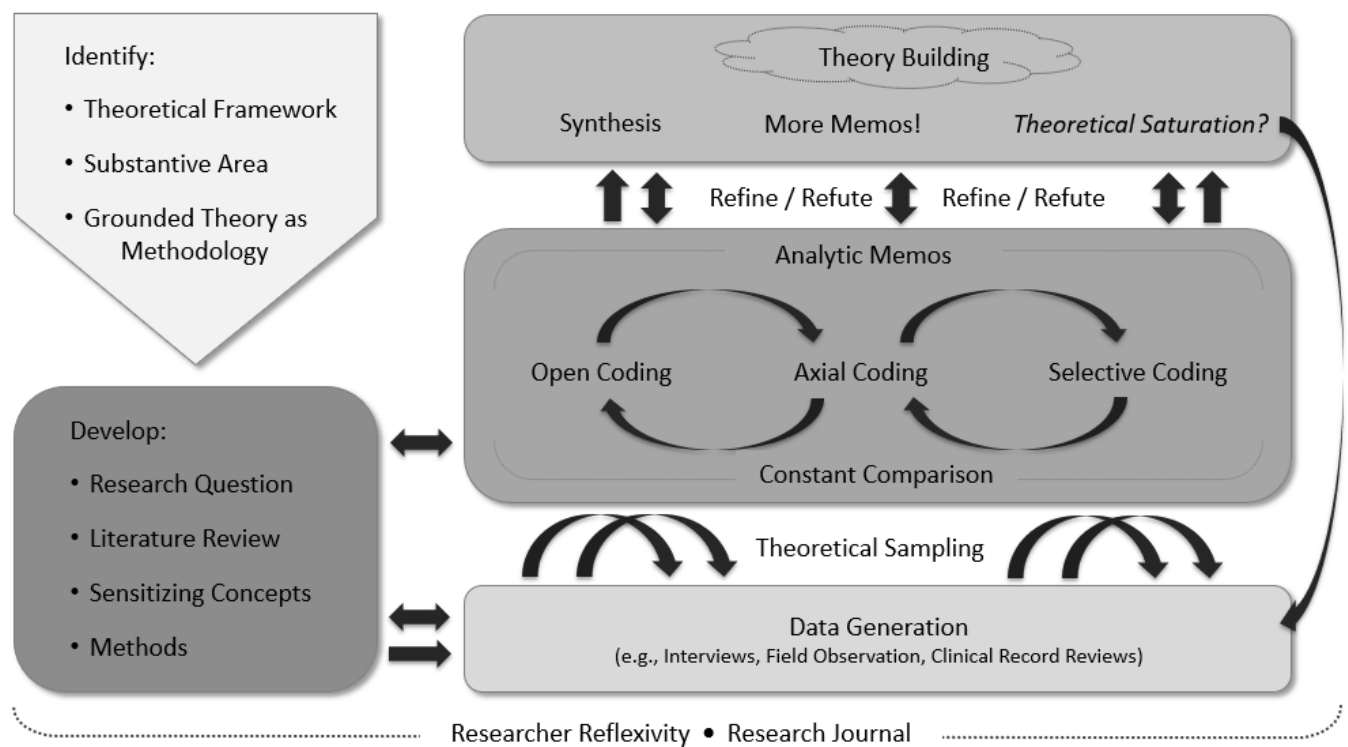 Identify:
• Theoretical Framework
• Substantive Area
• Grounded Theory as
Methodology
Develop:
• Research Question
• Literature Review
• Sensitizing Concepts
• Methods
Theory Building
Synthesis
More Memos!
Theoretical Saturation?
Refine / Refute
Refine / Refute
Analytic Memos
Open Coding
Axial Coding
Selective Coding
Constant Comparison
Theoretical Sampling
Data Generation
(e.g., Interviews, Field Observation, Clinical Record Reviews)
Researcher Reflexivity • Research Journal